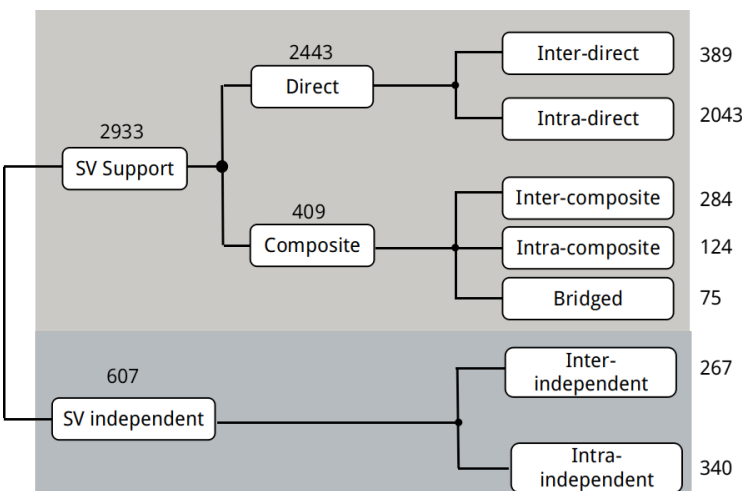 2443
Direct
Inter-direct
389
Intra-direct
2043
2933
SV Support
409
Composite
Inter-composite
284
Intra-composite
124
Bridged
75
607
SV independent
Inter-
independent
267
Intra-
independent
340